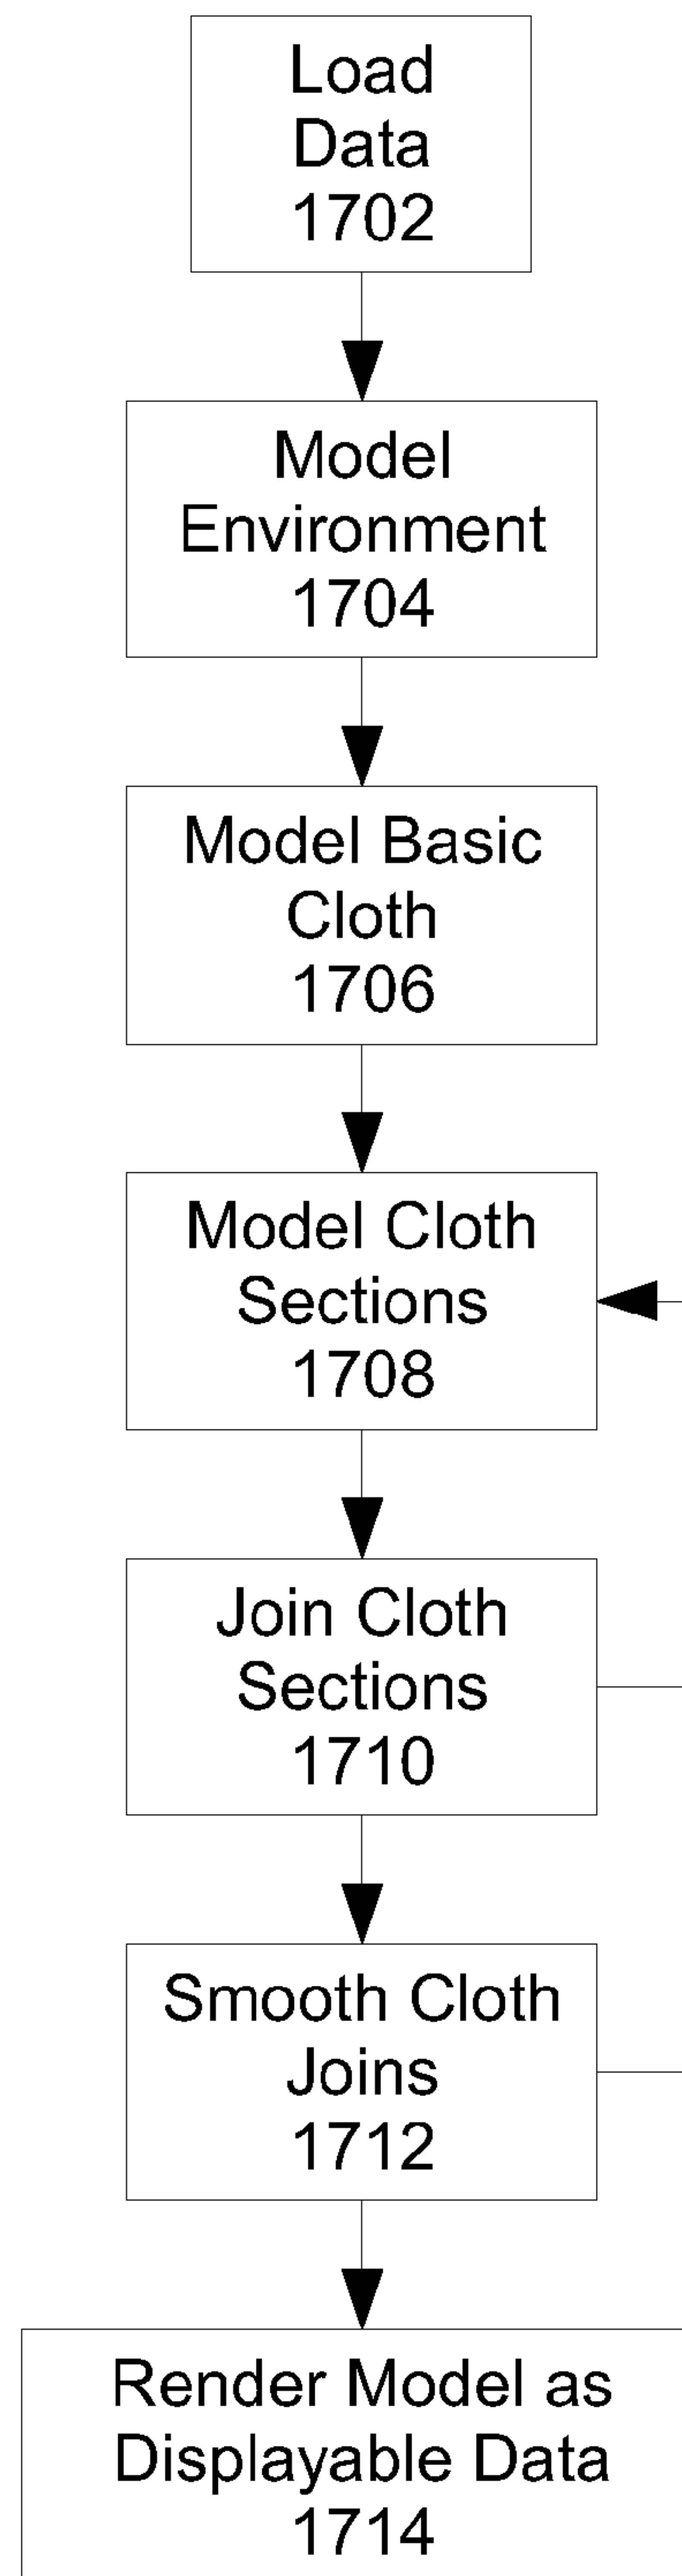 Load
Data
1702
Model
Environment
1704
Model Basic
Cloth
1706
Model Cloth
Sections
1708
Join Cloth
Sections
1710
Smooth Cloth
Joins
1712
Render Model as
Displayable Data
1714